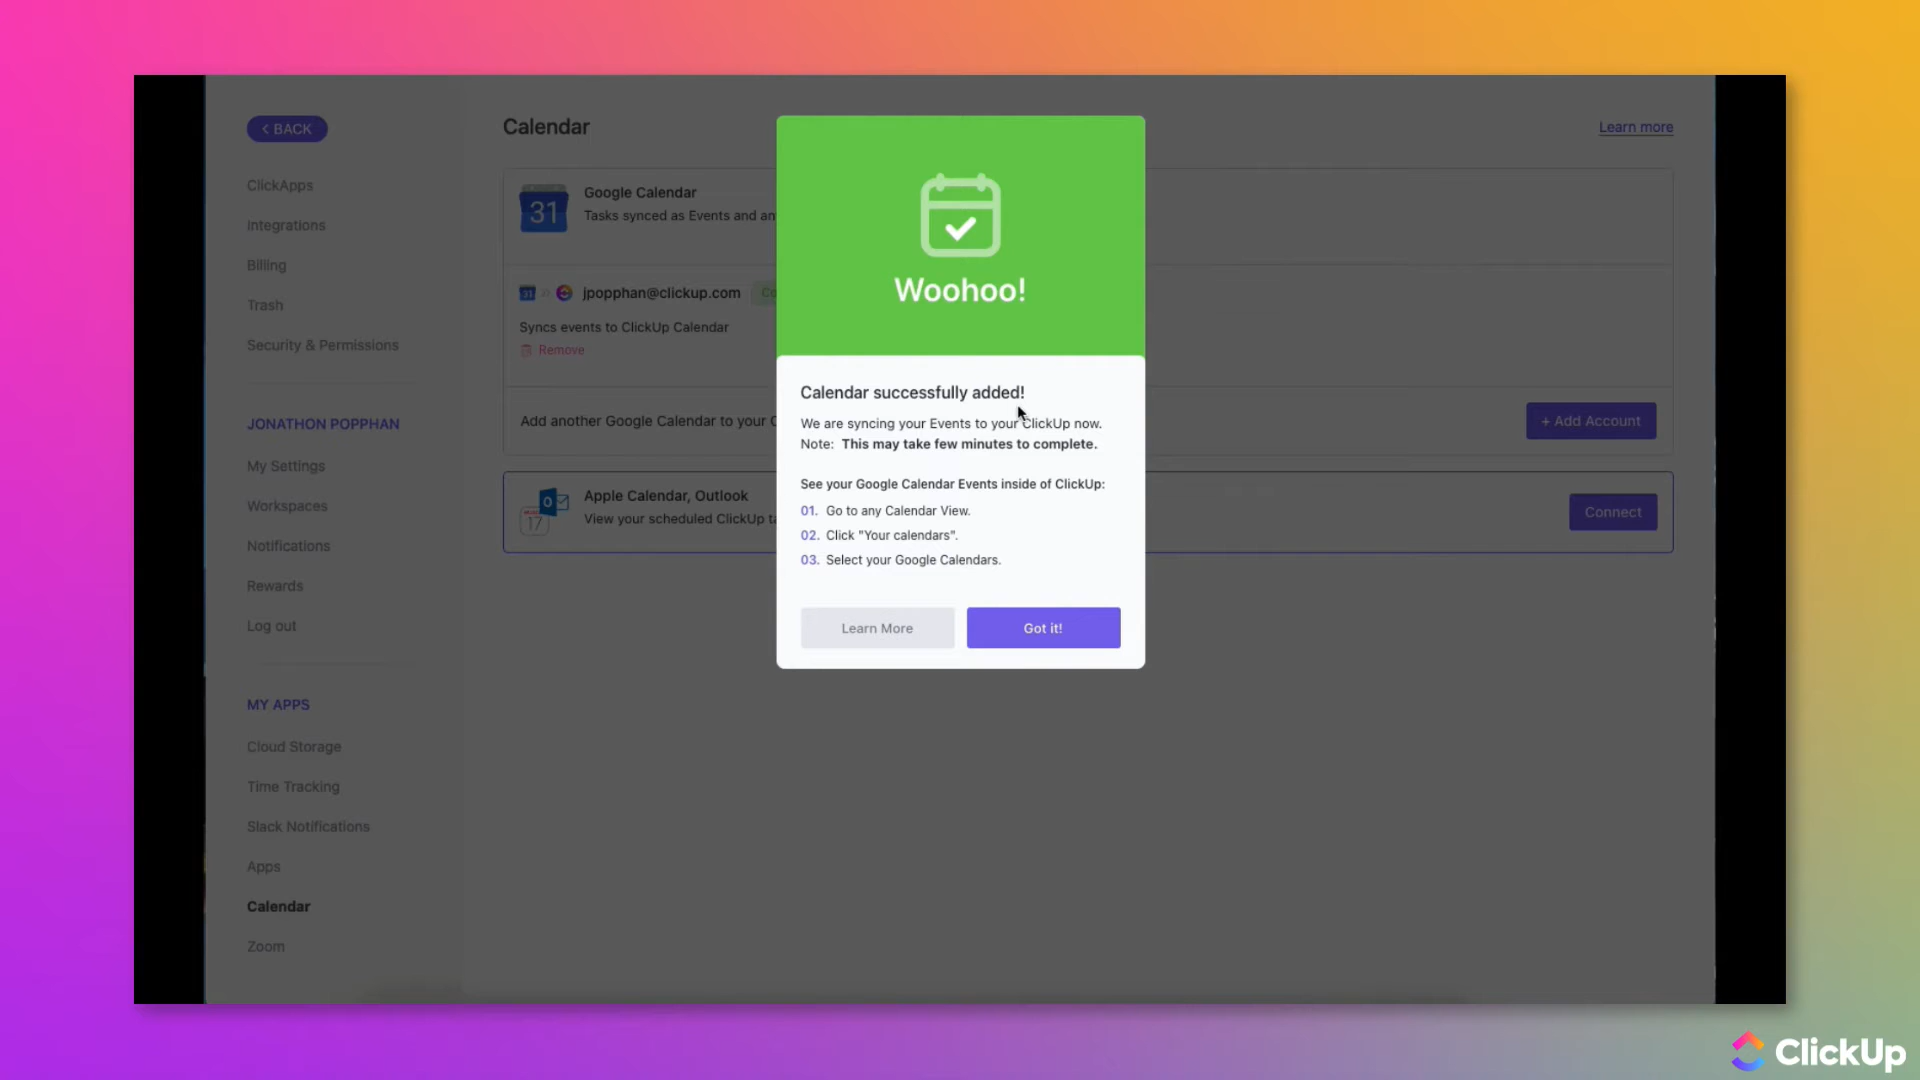 < BACK
ClickApps
Integrations
Billing
Trash
Security & Permissions
JONATHON POPPHAN
My Settings
Workspaces
Notifications
Rewards
Log out
MY APPS
Cloud Storage
Time Tracking
Slack Notifications
Apps
Calendar
Zoom
Calendar
Learn more
31
Google Calendar
Tasks synced as Events and an
31
jpopphan@clickup.com
Co
Syncs events to ClickUp Calendar
Remove
Add another Google Calendar to your C
+ Add Account
17
Apple Calendar, Outlook
View your scheduled ClickUp ta
Connect
Woohoo!
Calendar successfully added!
We are syncing your Events to your ClickUp now.
Note: This may take few minutes to complete.
See your Google Calendar Events inside of ClickUp:
01. Go to any Calendar View.
02. Click "Your calendars".
03. Select your Google Calendars.
Learn More
Got it!
ClickUp